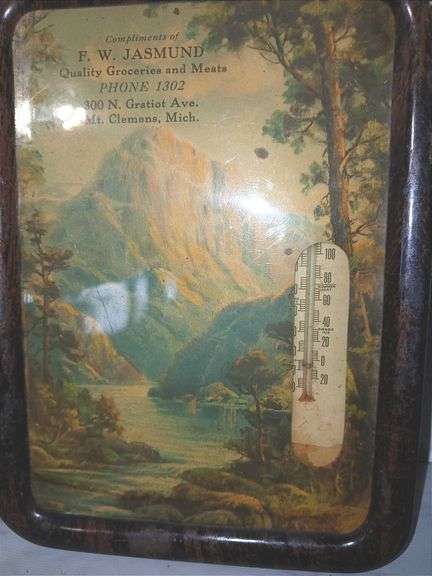 Compliments of
F. W. JASMUND
Quality Groceries and Meats
PHONE 1302
300 N. Gratiot Ave.
Mt. Clemens, Mich.
100
80
60
40
20
0
20